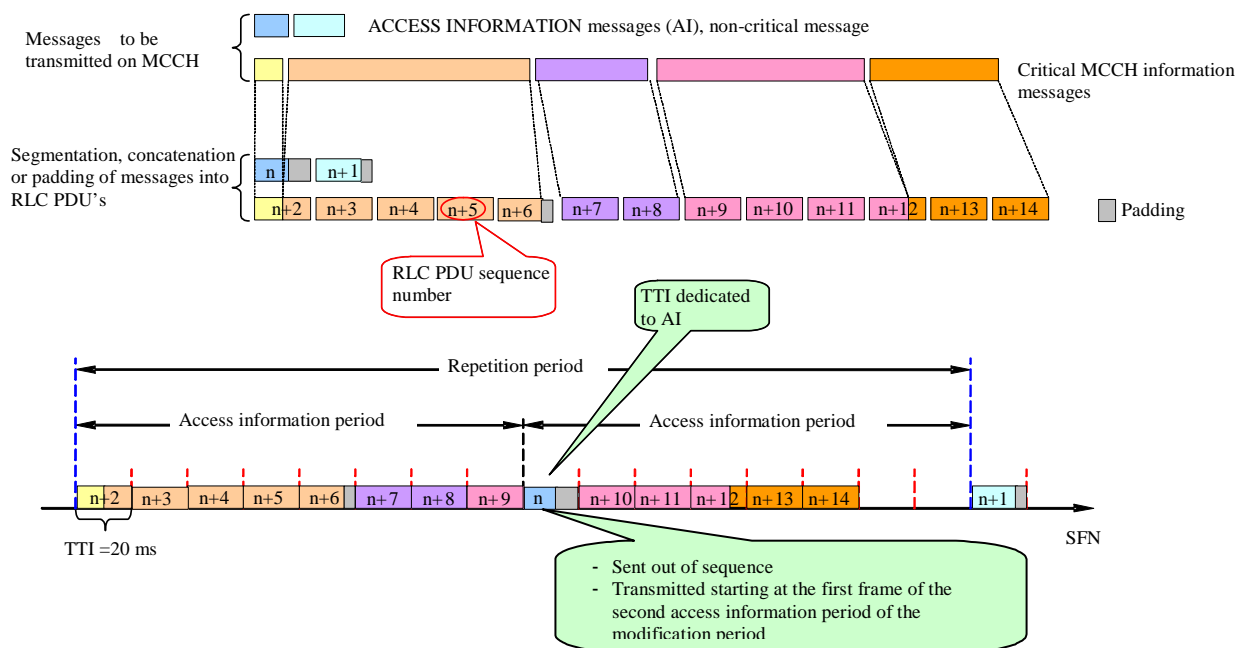 ACCESS INFORMATION messages (AI), non-critical message
Messages to be
transmitted on MCCH
Critical MCCH information
messages
Segmentation, concatenation
or padding of messages into
RLC PDU's
n n+1
n+2 n+3 n+4 n+5 n+6 n+7 n+8 n+9 n+10 n+11 n+12 n+13 n+14
Padding
RLC PDU sequence
number
TTI dedicated
to AI
Repetition period
Access information period Access information period
n+2 n+3 n+4 n+5 n+6 n+7 n+8 n+9 n n+10 n+11 n+12 n+13 n+14 n+1
TTI =20 ms
SFN
- Sent out of sequence
- Transmitted starting at the first frame of the
second access information period of the
modification period